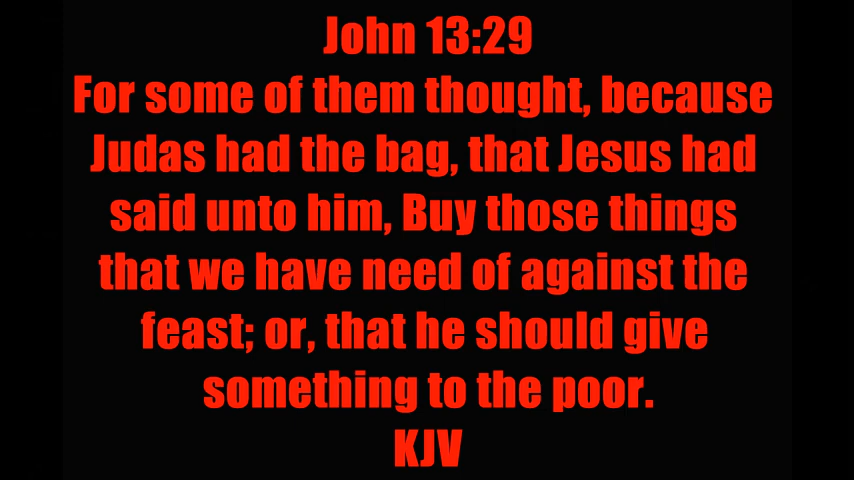 John 13:29
For some of them thought, because
Judas had the bag, that Jesus had
said unto him, Buy those things
that we have need of against the
feast; or, that he should give
something to the poor.
KJV